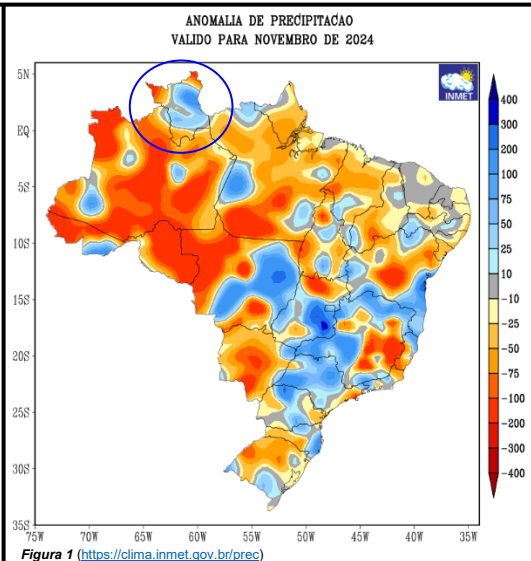 ANOMALIA DE PRECIPITACAO
VALIDO PARA NOVEMBRO DE 2024
5N
EQ
5S
10S
15S
20S
25S
30S
35S
75W 70W 65W 60W 55W 50W 45W 40W 35W
INMET
400
300
200
100
75
50
25
10
-10
-25
-50
-75
-100
-200
-300
-400
Figura 1 (https://clima.inmet.gov.br/prec)